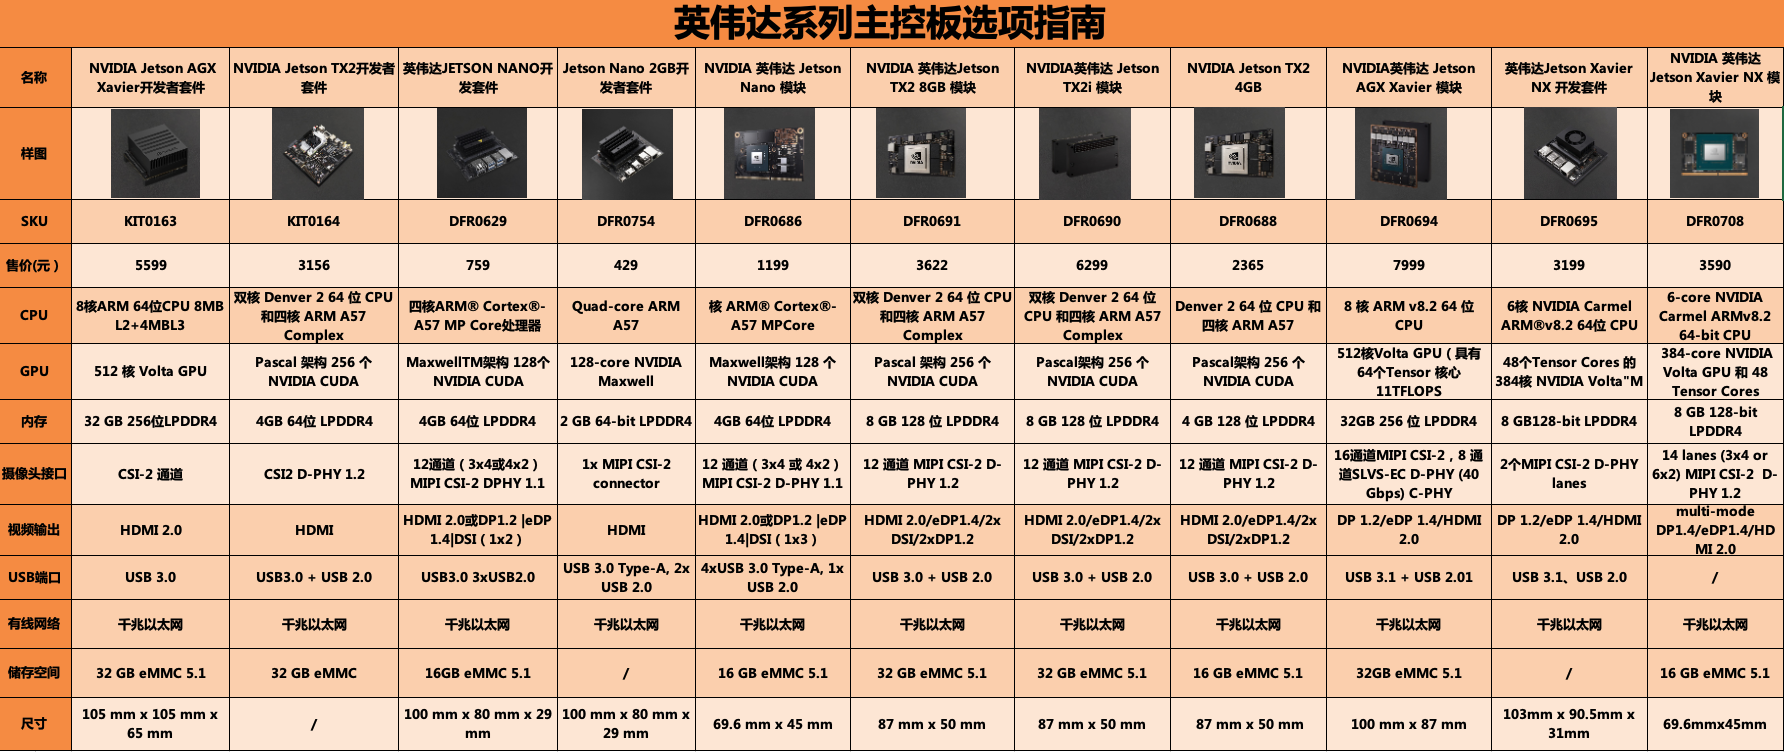 英伟达系列主控板选项指南
名称
NVIDIA Jetson AGX
Xavier开发者套件
NVIDIA Jetson TX2开发者
套件
英伟达JETSON NANO开
发套件
Jetson Nano 2GB开
发者套件
NVIDIA 英伟达 Jetson
Nano 模块
NVIDIA 英伟达Jetson
TX2 8GB 模块
NVIDIA英伟达 Jetson
TX2i 模块
NVIDIA Jetson TX2
4GB
NVIDIA英伟达 Jetson
AGX Xavier 模块
英伟达Jetson Xavier
NX 开发套件
NVIDIA 英伟达
Jetson Xavier NX 模
块
样图
SKU
KIT0163
KIT0164
DFR0629
DFR0754
DFR0686
DFR0691
DFR0690
DFR0688
DFR0694
DFR0695
DFR0708
售价(元）
5599
3156
759
429
1199
3622
6299
2365
7999
3199
3590
CPU
8核ARM 64位CPU 8MB
L2+4MBL3
双核 Denver 2 64 位 CPU
和四核 ARM A57
Complex
四核ARM® Cortex®-
A57 MP Core处理器
Quad-core ARM
A57
核 ARM® Cortex®-
A57 MPCore
双核 Denver 2 64 位 CPU
和四核 ARM A57
Complex
双核 Denver 2 64 位
CPU 和四核 ARM A57
Complex
Denver 2 64 位 CPU 和
四核 ARM A57
8 核 ARM v8.2 64 位
CPU
6核 NVIDIA Carmel
ARM®v8.2 64位 CPU
6-core NVIDIA
Carmel ARMv8.2
64-bit CPU
GPU
512 核 Volta GPU
Pascal 架构 256 个
NVIDIA CUDA
MaxwellTM架构 128个
NVIDIA CUDA
128-core NVIDIA
Maxwell
Maxwell架构 128 个
NVIDIA CUDA
Pascal 架构 256 个
NVIDIA CUDA
Pascal架构 256 个
NVIDIA CUDA
Pascal架构 256 个
NVIDIA CUDA
512核Volta GPU（具有
64个Tensor 核心
11TFLOPS
48个Tensor Cores 的
384核 NVIDIA Volta"M
384-core NVIDIA
Volta GPU 和 48
Tensor Cores
内存
32 GB 256位LPDDR4
4GB 64位 LPDDR4
4GB 64位 LPDDR4
2 GB 64-bit LPDDR4
4GB 64位 LPDDR4
8 GB 128 位 LPDDR4
8 GB 128 位 LPDDR4
4 GB 128 位 LPDDR4
32GB 256 位 LPDDR4
8 GB128-bit LPDDR4
8 GB 128-bit
LPDDR4
摄像头接口
CSI-2 通道
CSI2 D-PHY 1.2
12通道（3x4或4x2）
MIPI CSI-2 DPHY 1.1
1x MIPI CSI-2
connector
12 通道（3x4 或 4x2）
MIPI CSI-2 D-PHY 1.1
12 通道 MIPI CSI-2 D-
PHY 1.2
12 通道 MIPI CSI-2 D-
PHY 1.2
12 通道 MIPI CSI-2 D-
PHY 1.2
16通道MIPI CSI-2，8 通
道SLVS-EC D-PHY (40
Gbps) C-PHY
2个MIPI CSI-2 D-PHY
lanes
14 lanes (3x4 or
6x2) MIPI CSI-2 D-
PHY 1.2
视频输出
HDMI 2.0
HDMI
HDMI 2.0或DP1.2 |eDP
1.4|DSI（1x2）
HDMI
HDMI 2.0或DP1.2 |eDP
1.4|DSI（1x3）
HDMI 2.0/eDP1.4/2x
DSI/2xDP1.2
HDMI 2.0/eDP1.4/2x
DSI/2xDP1.2
HDMI 2.0/eDP1.4/2x
DSI/2xDP1.2
DP 1.2/eDP 1.4/HDMI
2.0
DP 1.2/eDP 1.4/HDMI
2.0
multi-mode
DP1.4/eDP1.4/HD
MI 2.0
USB端口
USB 3.0
USB3.0 + USB 2.0
USB3.0 3xUSB2.0
USB 3.0 Type-A, 2x
USB 2.0
4xUSB 3.0 Type-A, 1x
USB 2.0
USB 3.0 + USB 2.0
USB 3.0 + USB 2.0
USB 3.0 + USB 2.0
USB 3.1 + USB 2.01
USB 3.1、USB 2.0
/
有线网络
千兆以太网
千兆以太网
千兆以太网
千兆以太网
千兆以太网
千兆以太网
千兆以太网
千兆以太网
千兆以太网
千兆以太网
千兆以太网
储存空间
32 GB eMMC 5.1
32 GB eMMC
16GB eMMC 5.1
/
16 GB eMMC 5.1
32 GB eMMC 5.1
32 GB eMMC 5.1
16 GB eMMC 5.1
32GB eMMC 5.1
/
16 GB eMMC 5.1
尺寸
105 mm x 105 mm x
65 mm
/
100 mm x 80 mm x 29
mm
100 mm x 80 mm x
29 mm
69.6 mm x 45 mm
87 mm x 50 mm
87 mm x 50 mm
87 mm x 50 mm
100 mm x 87 mm
103mm x 90.5mm x
31mm
69.6mmx45mm